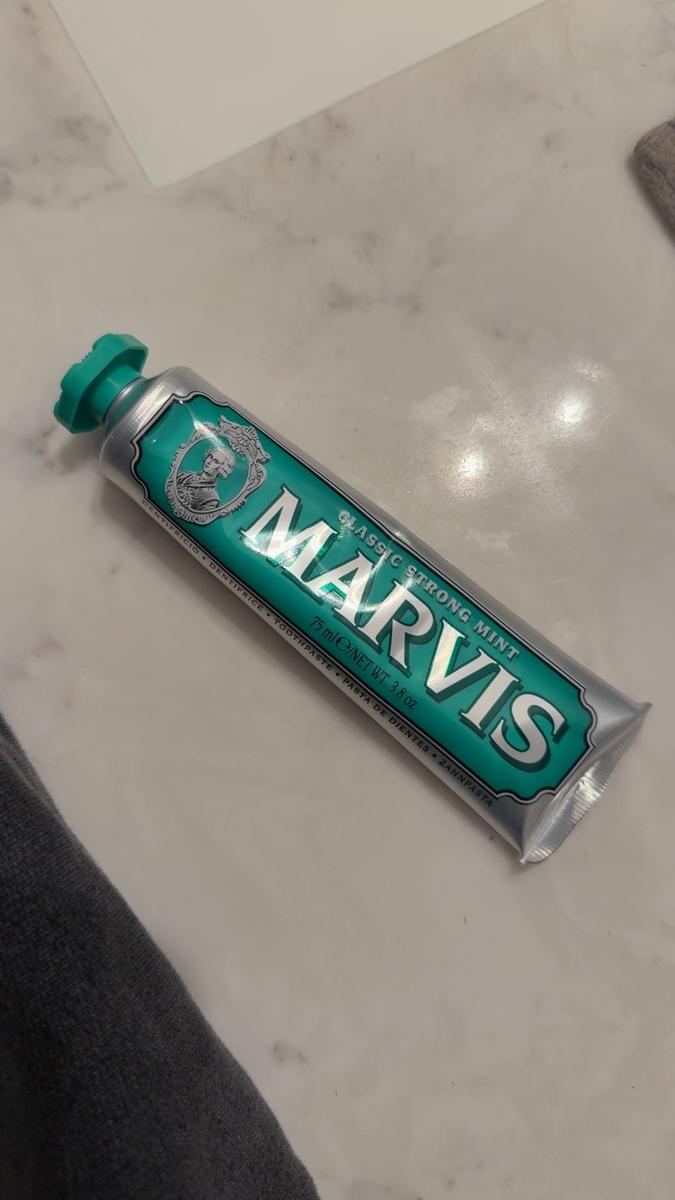 CLASSIC STRONG MINT
MARVIS
75 ml ℮/NET WT. 3.8 oz
DENTIFRICIO • DENTIFRICE • TOOTHPASTE • PASTA DE DIENTES • ZAHNPASTA